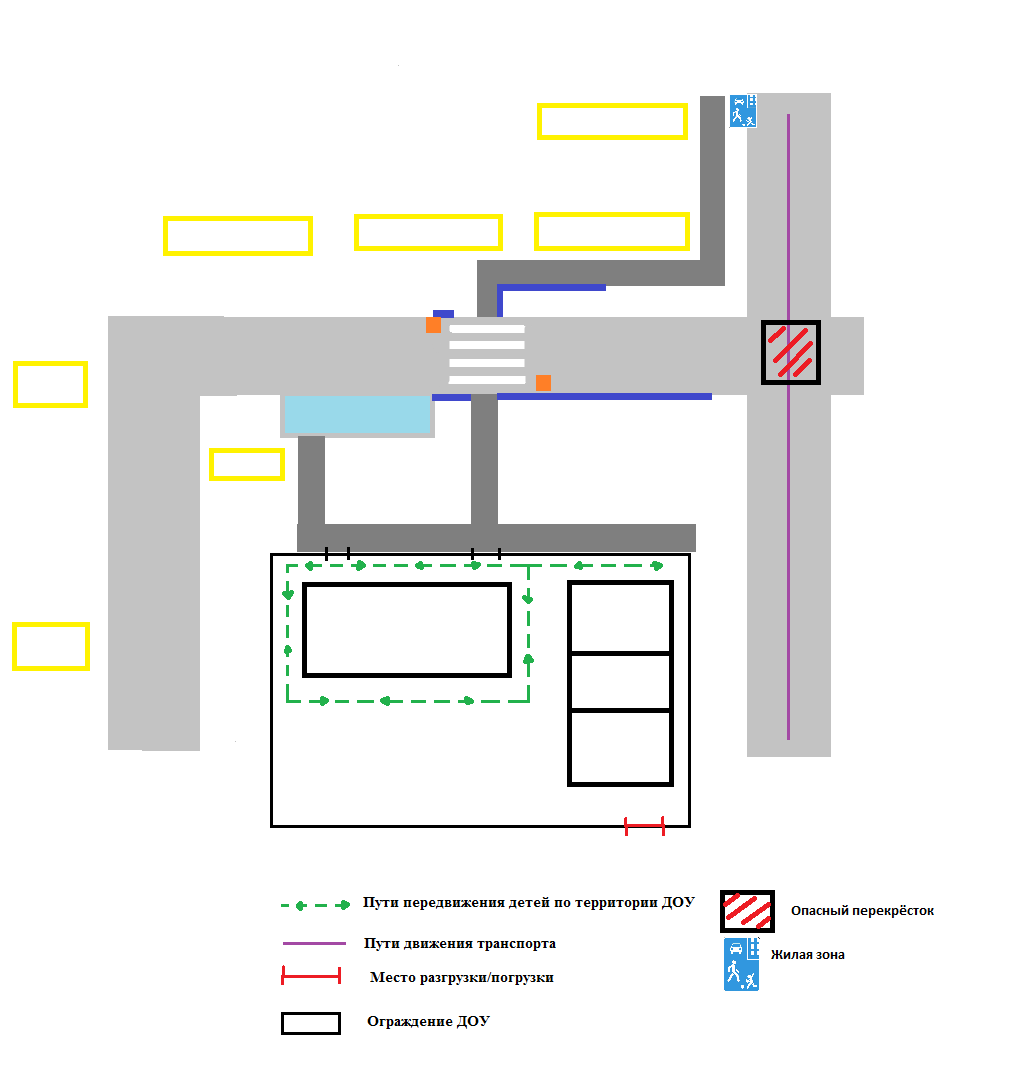 Пути передвижения детей по территории ДОУ
Опасный перекрёсток
Пути движения транспорта
Жилая зона
Место разгрузки/погрузки
Ограждение ДОУ